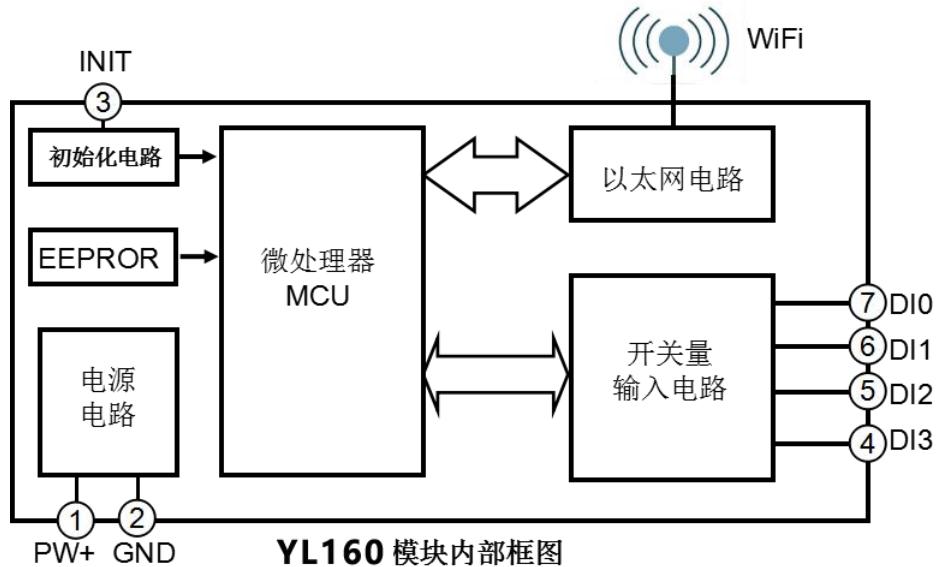 WiFi
INIT
③
初始化电路
以太网电路
EEPROR
微处理器
MCU
⑦ DI0
⑥ DI1
开关量
输入电路
⑤ DI2
④ DI3
电源
电路
① ②
PW+ GND
YL160 模块内部框图